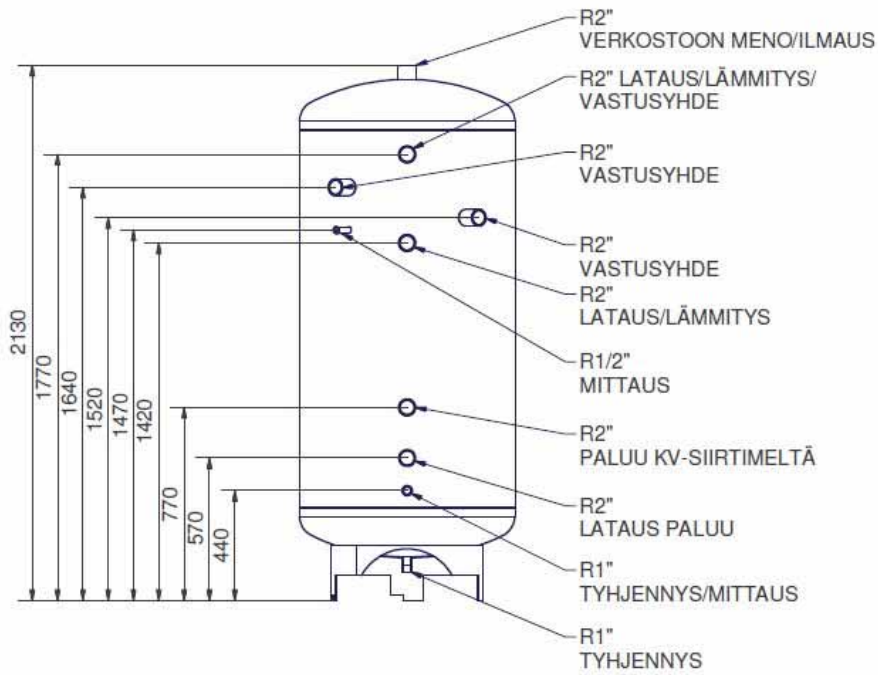 R2"
VERKOSTOON MENO/ILMAUS
R2" LATAUS/LÄMMITYS/
VASTUSYHDE
R2"
VASTUSYHDE
R2"
VASTUSYHDE
R2"
LATAUS/LÄMMITYS
R1/2"
MITTAUS
R2"
PALUU KV-SIIRTIMELTÄ
R2"
LATAUS PALUU
R1"
TYHJENNYS/MITTAUS
R1"
TYHJENNYS
2130
1770
1640
1520
1470
1420
770
570
440